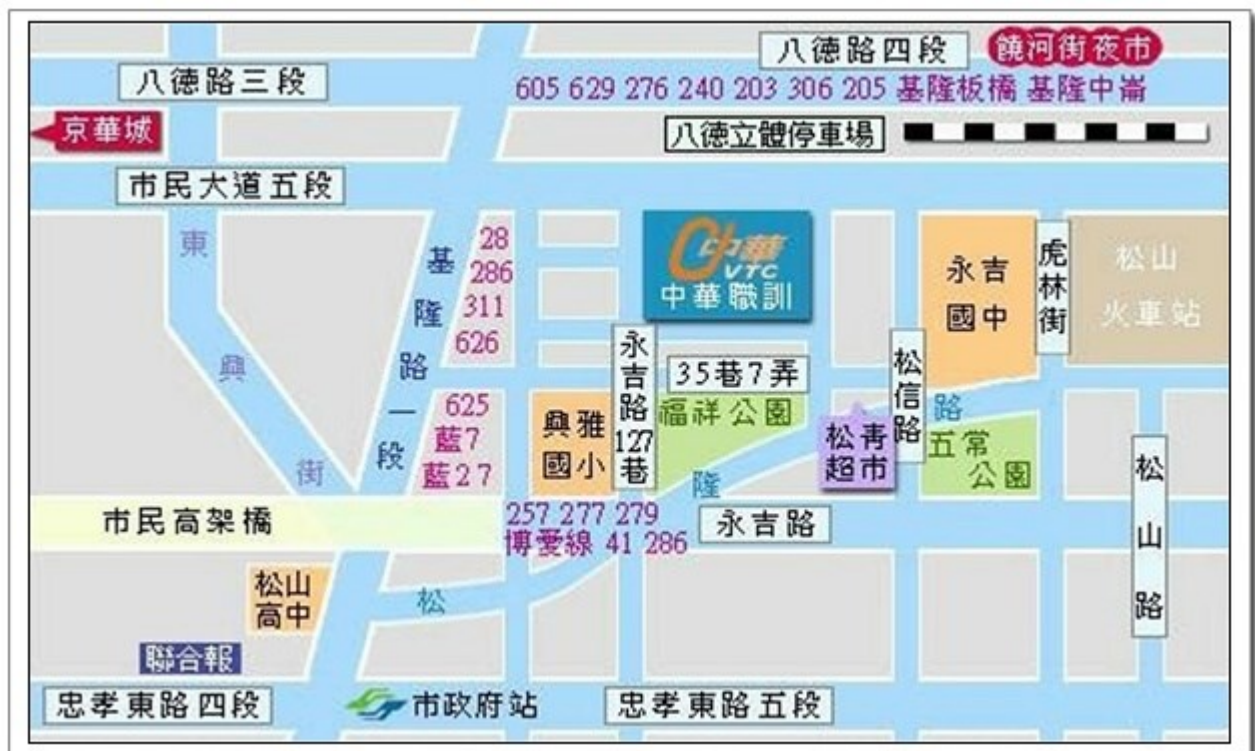 八德路四段
饒河街夜市
八德路三段
605 629 276 240 203 306 205 基隆板橋 基隆中崙
京華城
八德立體停車場
市民大道五段
東興街
基隆路一段
28
286
311
626
625
藍7
藍27
中華
VTC
中華職訓
永吉國中
虎林街
松山
火車站
永吉路127巷
35巷7弄
福祥公園
興雅
國小
松青
超市
松信路
松隆路
五常
公園
松山路
市民高架橋
257 277 279
博愛線 41 286
永吉路
松山
高中
聯合報
忠孝東路四段
市政府站
忠孝東路五段